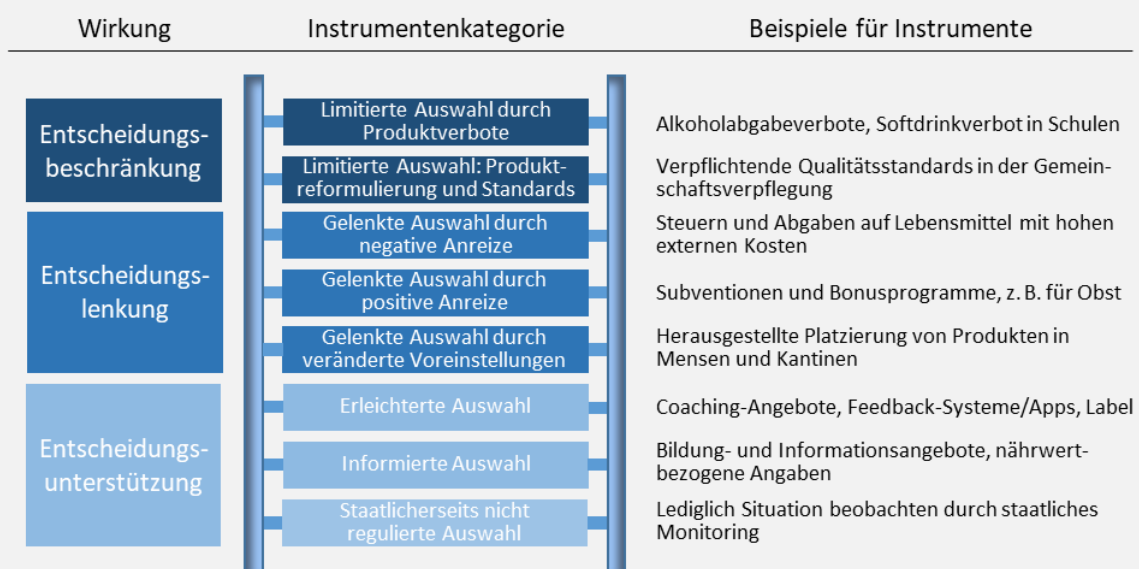 Wirkung
Instrumentenkategorie
Beispiele für Instrumente
Entscheidungs-
beschränkung
Limitierte Auswahl durch
Produktverbote
Alkoholabgabeverbote, Softdrinkverbot in Schulen
Limitierte Auswahl: Produkt-
reformulierung und Standards
Verpflichtende Qualitätsstandards in der Gemein-
schaftsverpflegung
Entscheidungs-
lenkung
Gelenkte Auswahl durch
negative Anreize
Steuern und Abgaben auf Lebensmittel mit hohen
externen Kosten
Gelenkte Auswahl durch
positive Anreize
Subventionen und Bonusprogramme, z. B. für Obst
Gelenkte Auswahl durch
veränderte Voreinstellungen
Herausgestellte Platzierung von Produkten in
Mensen und Kantinen
Entscheidungs-
unterstützung
Erleichterte Auswahl
Coaching-Angebote, Feedback-Systeme/Apps, Label
Informierte Auswahl
Bildung- und Informationsangebote, nährwert-
bezogene Angaben
Staatlicherseits nicht
regulierte Auswahl
Lediglich Situation beobachten durch staatliches
Monitoring